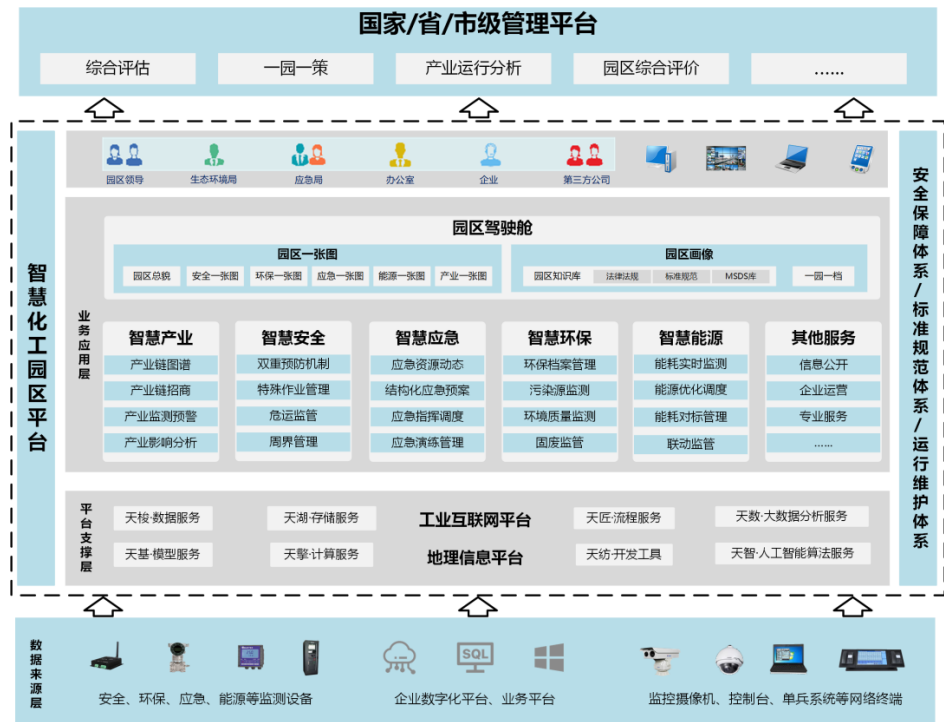 国家/省/市级管理平台
综合评估
一园一策
产业运行分析
园区综合评价
......
智慧化工园区平台
园区领导
生态环境局
应急局
办公室
企业
第三方公司
业务应用层
园区驾驶舱
园区一张图
园区总貌
安全一张图
环保一张图
应急一张图
能源一张图
产业一张图
园区画像
园区知识库
法律法规
标准规范
MSDS库
一园一档
智慧产业
产业链图谱
产业链招商
产业监测预警
产业影响分析
智慧安全
双重预防机制
特殊作业管理
危运监管
周界管理
智慧应急
应急资源动态
结构化应急预案
应急指挥调度
应急演练管理
智慧环保
环保档案管理
污染源监测
环境质量监测
固废监管
智慧能源
能耗实时监测
能源优化调度
能耗对标管理
联动监管
其他服务
信息公开
企业运营
专业服务
......
平台支撑层
天梭·数据服务
天湖·存储服务
工业互联网平台
天匠·流程服务
天数·大数据分析服务
天基·模型服务
天擎·计算服务
地理信息平台
天纺·开发工具
天智·人工智能算法服务
安全保障体系/标准规范体系/运行维护体系
数据来源层
SQL
安全、环保、应急、能源等监测设备
企业数字化平台、业务平台
监控摄像机、控制台、单兵系统等网络终端